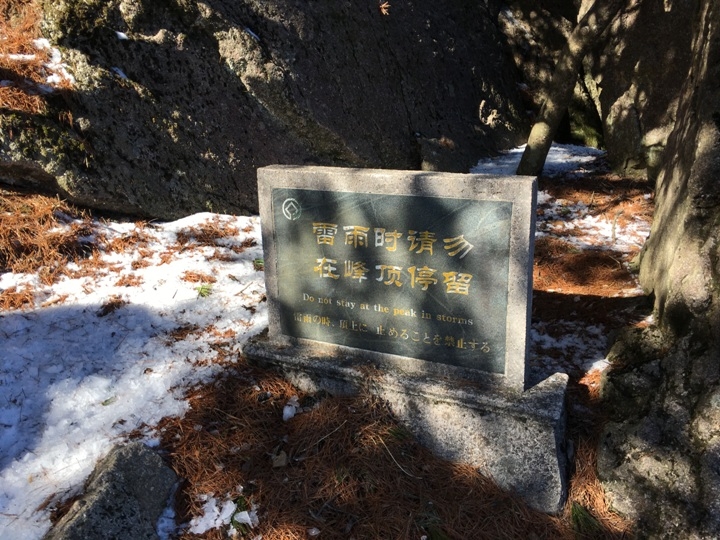 雷雨时请勿
在峰顶停留
Do not stay at the peak in storms
雷雨の時、頂上に 止めることを禁止する